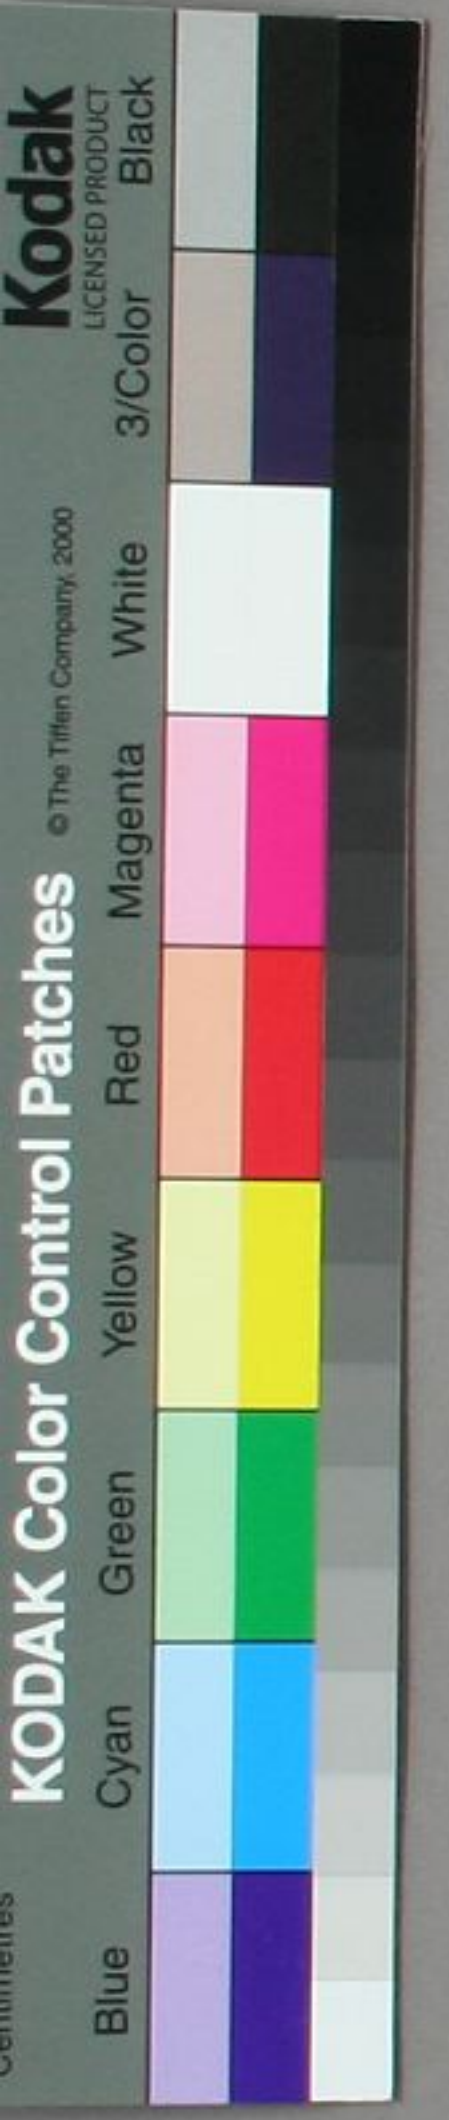 Centimetres
KODAK Color Control Patches © The Tiffen Company, 2000
Kodak
LICENSED PRODUCT
Blue Cyan Green Yellow Red Magenta White 3/Color Black